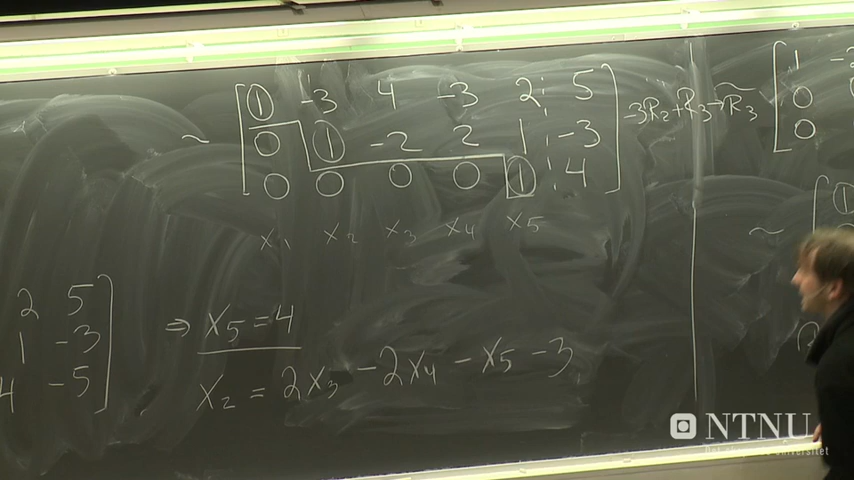 1 -3 4 -3 2 5
~ 0 1 -2 2 1 -3
0 0 0 0 1 4
x1 x2 x3 x4 x5
-3R2+R3→R3
~
1 -2
0 0
0
~
1
2 5
1 -3
4 -5
⇒ x5 = 4
x2 = 2x3 - 2x4 - x5 - 3
NTNU